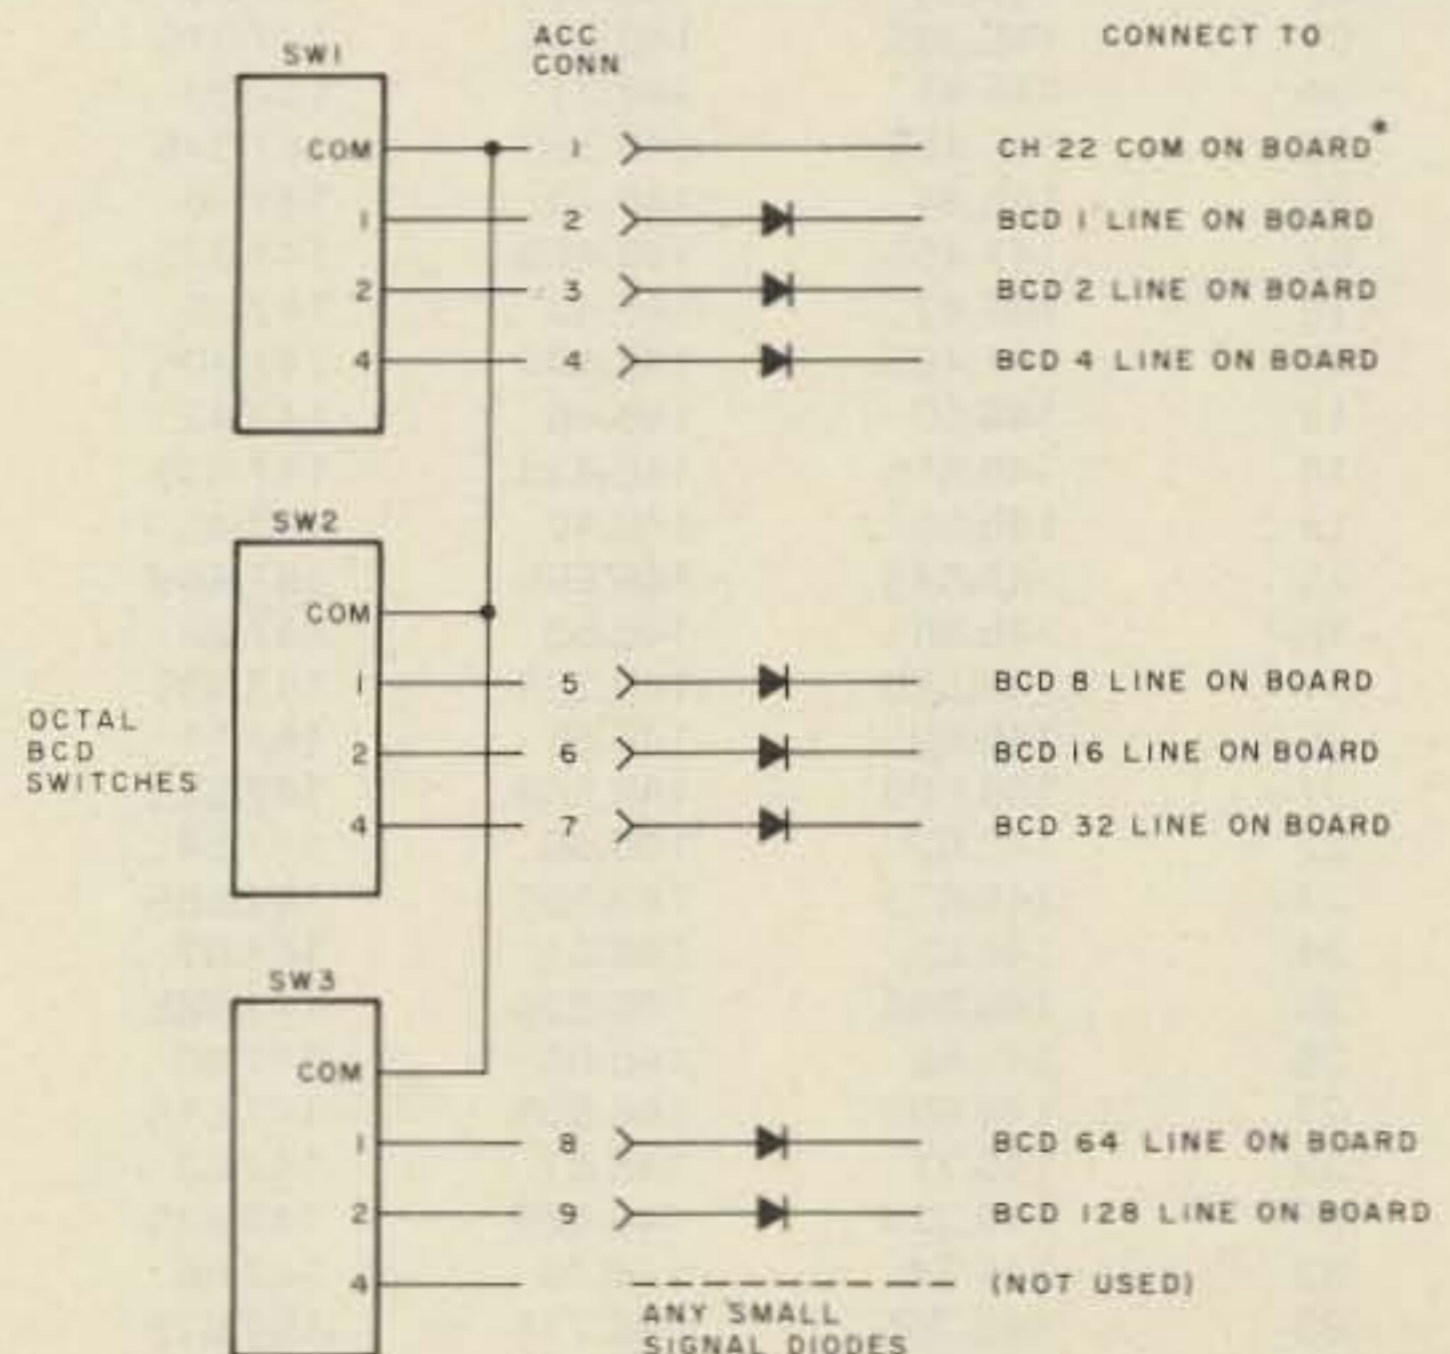 SW1
ACC
CONN
CONNECT TO
COM 1 CH 22 COM ON BOARD*
1 2 BCD 1 LINE ON BOARD
2 3 BCD 2 LINE ON BOARD
4 4 BCD 4 LINE ON BOARD
SW2
COM
1 5 BCD 8 LINE ON BOARD
OCTAL
BCD
SWITCHES
2 6 BCD 16 LINE ON BOARD
4 7 BCD 32 LINE ON BOARD
SW3
COM
1 8 BCD 64 LINE ON BOARD
2 9 BCD 128 LINE ON BOARD
4 (NOT USED)
ANY SMALL
SIGNAL DIODES